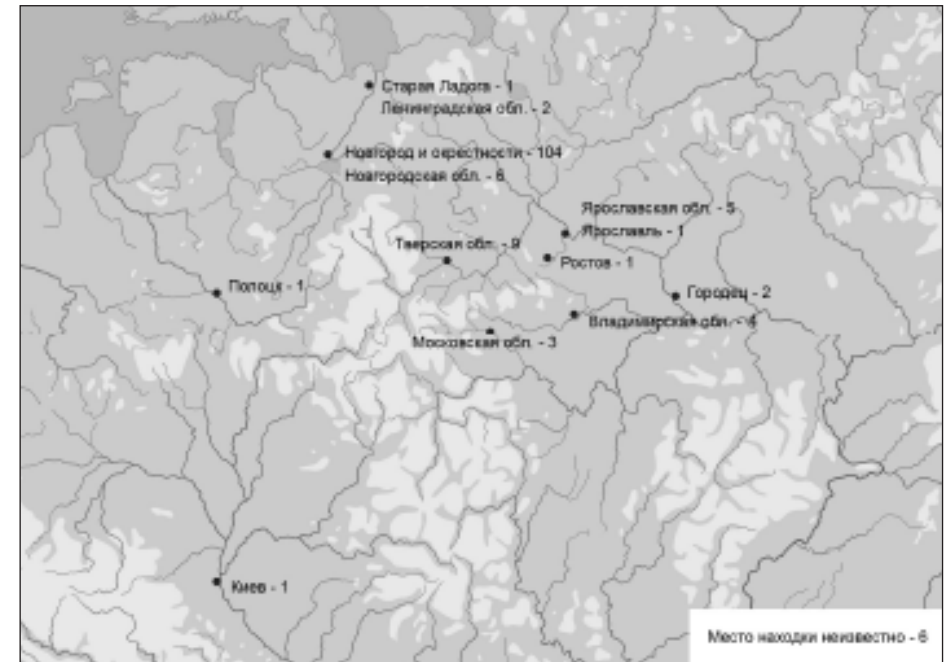 Старая Ладога - 1
Ленинградская обл. - 2
Новгород и окрестности - 104
Новгородская обл. - 6
Ярославская обл. - 5
Ярославль - 1
Тверская обл. - 9
Ростов - 1
Полоцк - 1
Городец - 2
Владимирская обл. - 4
Московская обл. - 3
Киев - 1
Место находки неизвестно - 6